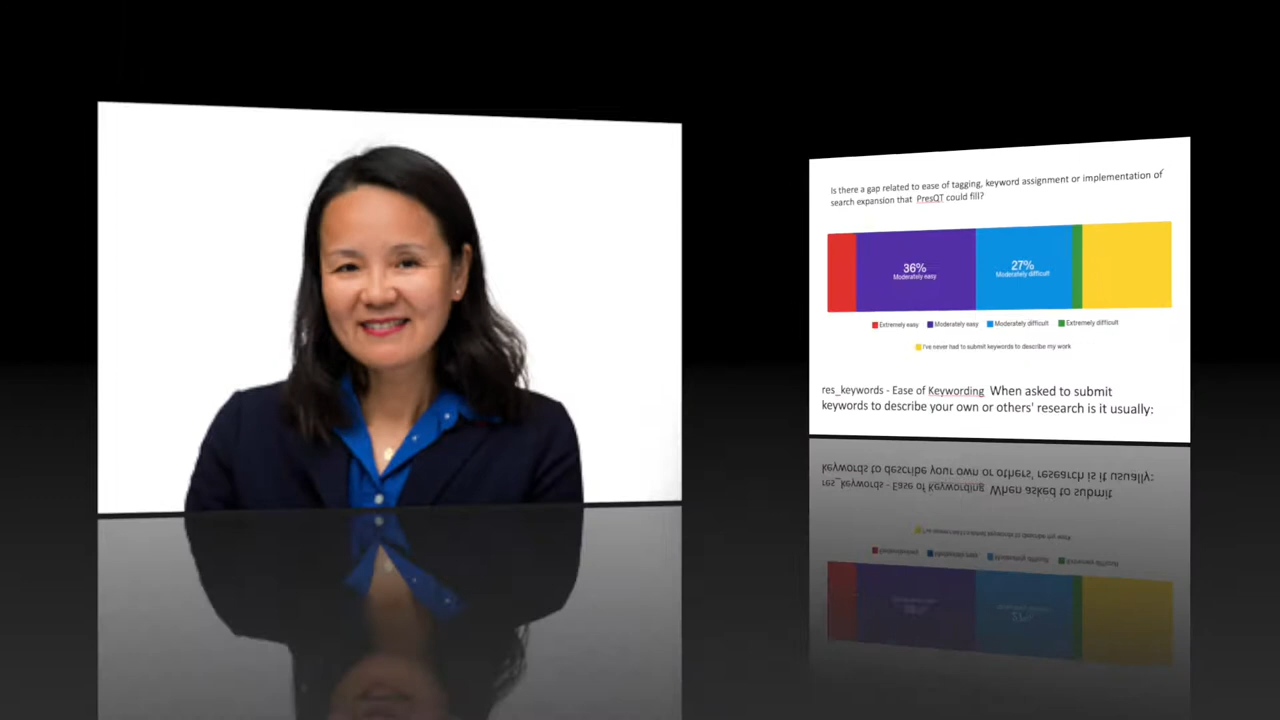 Is there a gap related to ease of tagging, keyword assignment or implementation of
search expansion that PresQT could fill?
36%
Moderately easy
27%
Moderately difficult
Extremely easy
Moderately easy
Moderately difficult
Extremely difficult
I've never had to submit keywords to describe my work
res_keywords - Ease of Keywording When asked to submit
keywords to describe your own or others' research is it usually: